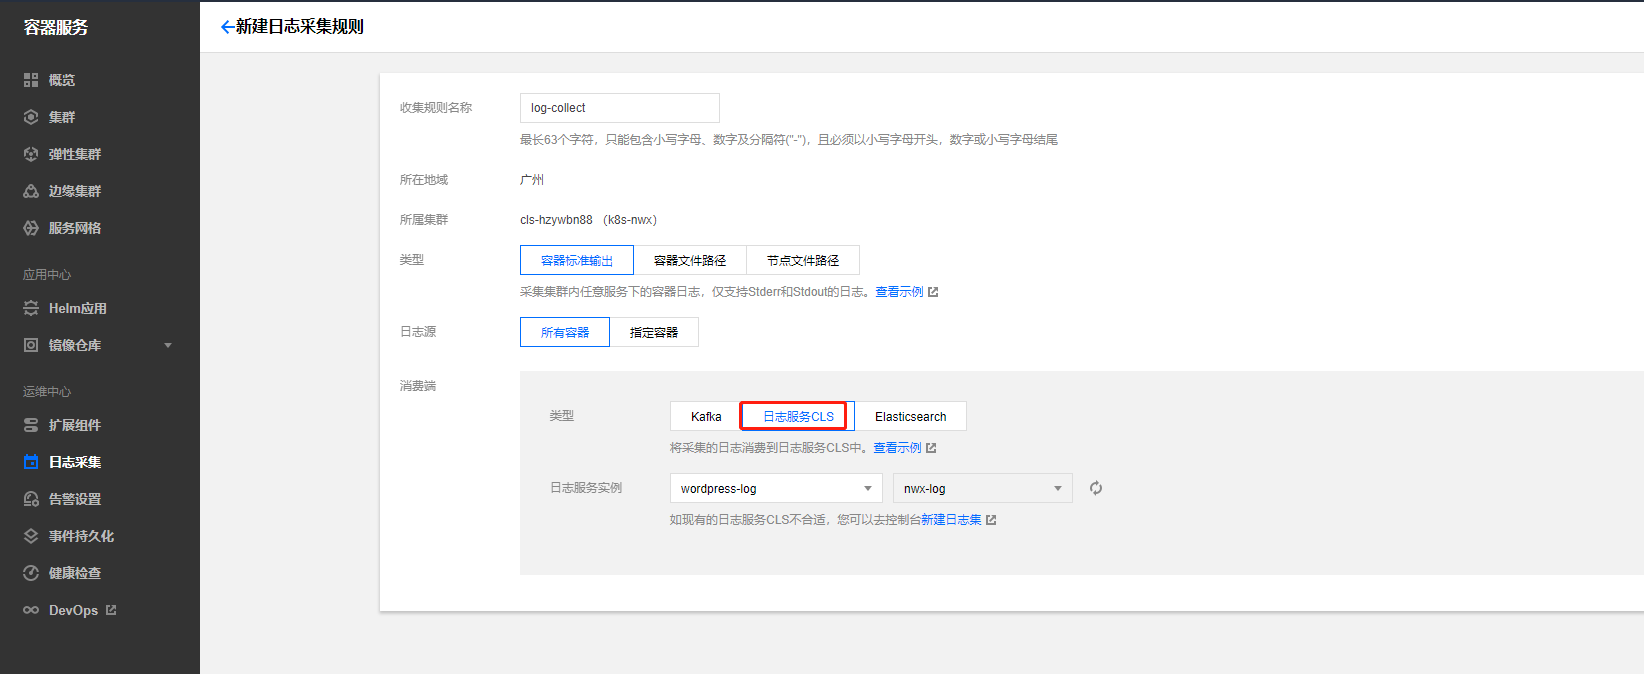 容器服务
概览
集群
弹性集群
边缘集群
服务网格
应用中心
Helm应用
镜像仓库
运维中心
扩展组件
日志采集
告警设置
事件持久化
健康检查
DevOps
新建日志采集规则
收集规则名称
log-collect
最长63个字符，只能包含小写字母、数字及分隔符("-")，且必须以小写字母开头，数字或小写字母结尾
所在地域
广州
所属集群
cls-hzywbn88 （k8s-nwx）
类型
容器标准输出 容器文件路径 节点文件路径
采集集群内任意服务下的容器日志，仅支持Stderr和Stdout的日志。查看示例
日志源
所有容器 指定容器
消费端
类型
Kafka 日志服务CLS Elasticsearch
将采集的日志消费到日志服务CLS中。查看示例
日志服务实例
wordpress-log nwx-log
如现有的日志服务CLS不合适，您可以去控制台新建日志集